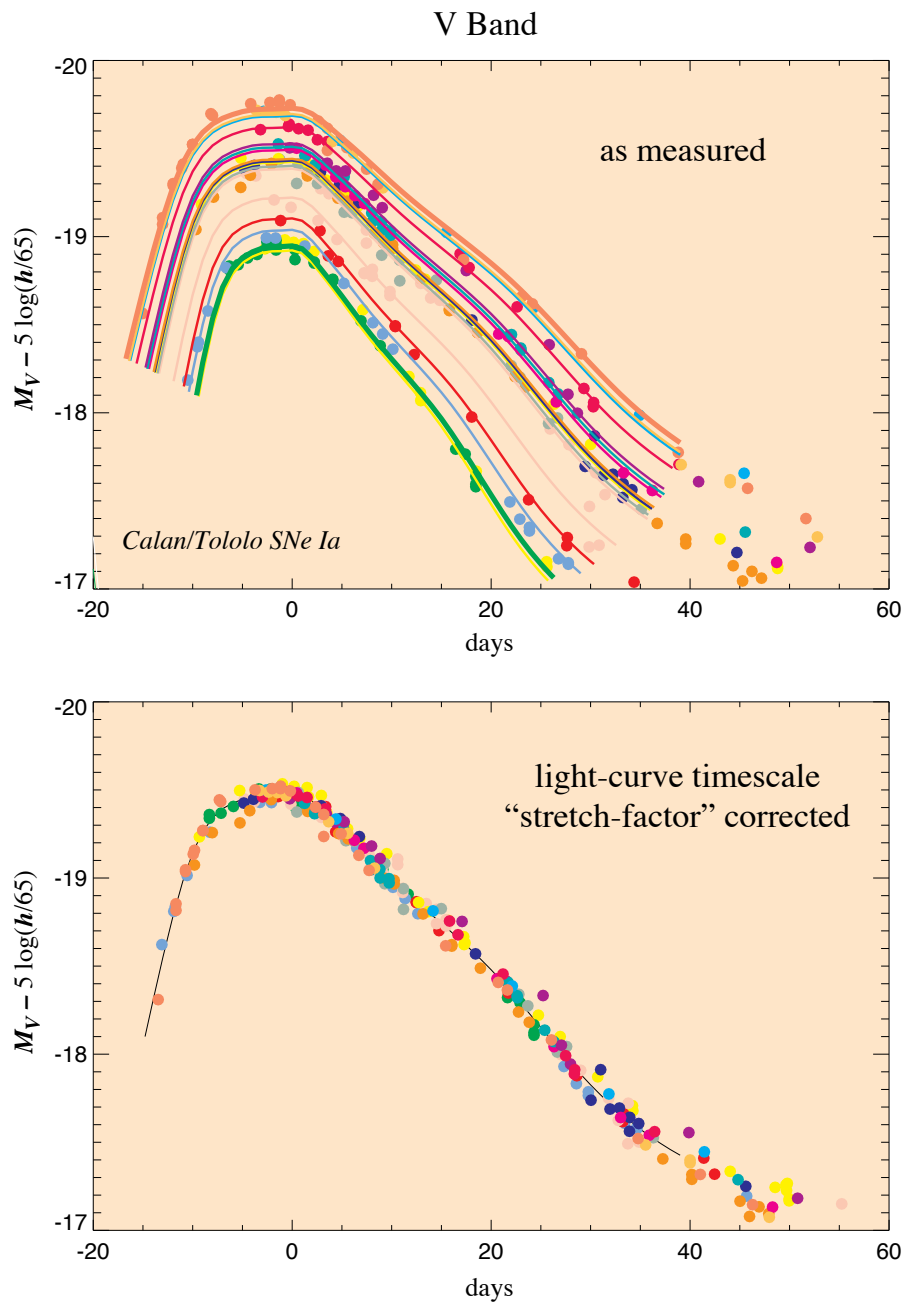 V Band
-20
-19
-18
-17
M_V – 5 log(h/65)
as measured
Calan/Tololo SNe Ia
-20 0 20 40 60
days
-20
-19
-18
-17
M_V – 5 log(h/65)
light-curve timescale
“stretch-factor” corrected
-20 0 20 40 60
days